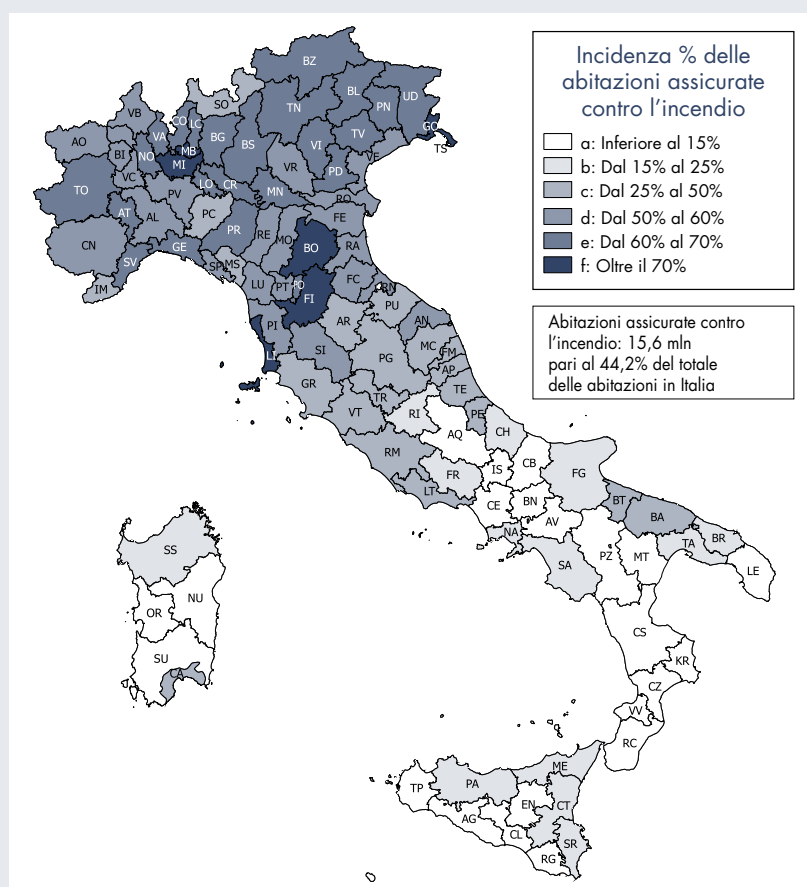 Incidenza % delle
abitazioni assicurate
contro l'incendio
a: Inferiore al 15%
b: Dal 15% al 25%
c: Dal 25% al 50%
d: Dal 50% al 60%
e: Dal 60% al 70%
f: Oltre il 70%
Abitazioni assicurate contro
l'incendio: 15,6 mln
pari al 44,2% del totale
delle abitazioni in Italia
BZ
SO
BL
UD
TN
PN
VB
CO
LC
GO
AO
VA
BG
BS
VI
TV
TS
BI
NO
MB
VE
MI
VR
PD
VC
TO
LO
CR
MN
RO
PV
AT
AL
PC
FE
PR
RE
MO
CN
GE
BO
RA
SV
SP
MS
FC
IM
LU
PT
PO
RN
FI
PU
PI
AR
AN
LI
SI
MC
FM
PG
AP
GR
TE
TR
VT
RI
PE
AQ
CH
RM
CB
FR
IS
FG
LT
CE
BN
BT
BA
NA
AV
BR
SS
SA
PZ
MT
TA
LE
NU
OR
CS
SU
KR
CA
CZ
VV
RC
ME
TP
PA
EN
CT
AG
CL
SR
RG